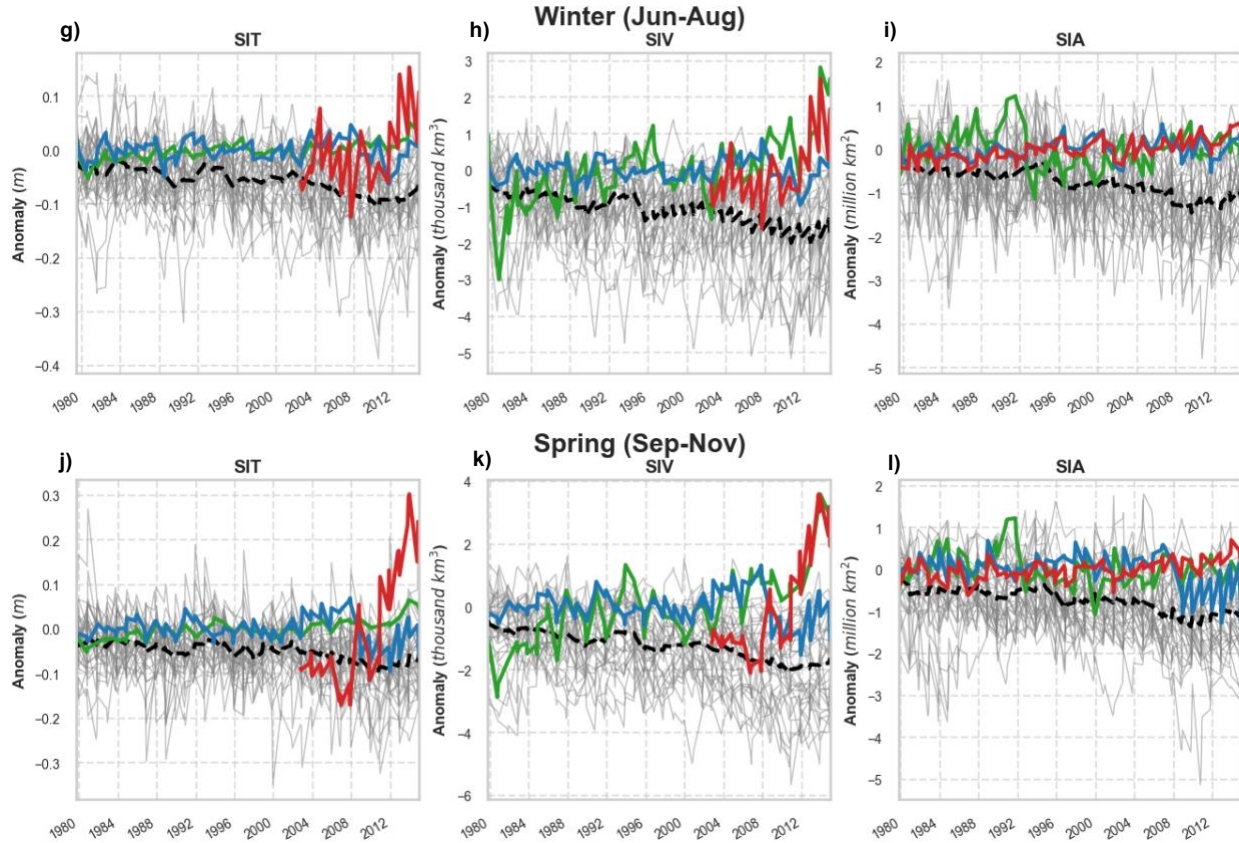 Winter (Jun-Aug)
g) SIT
h) SIV
i) SIA
Anomaly (m)
0.1
0.0
−0.1
−0.2
−0.3
−0.4
1980 1984 1988 1992 1996 2000 2004 2008 2012
Anomaly (thousand km³)
3
2
1
0
−1
−2
−3
−4
−5
1980 1984 1988 1992 1996 2000 2004 2008 2012
Anomaly (million km²)
2
1
0
−1
−2
−3
−4
−5
1980 1984 1988 1992 1996 2000 2004 2008 2012
Spring (Sep-Nov)
j) SIT
k) SIV
l) SIA
Anomaly (m)
0.3
0.2
0.1
0.0
−0.1
−0.2
−0.3
1980 1984 1988 1992 1996 2000 2004 2008 2012
Anomaly (thousand km³)
4
2
0
−2
−4
−6
1980 1984 1988 1992 1996 2000 2004 2008 2012
Anomaly (million km²)
2
1
0
−1
−2
−3
−4
−5
1980 1984 1988 1992 1996 2000 2004 2008 2012